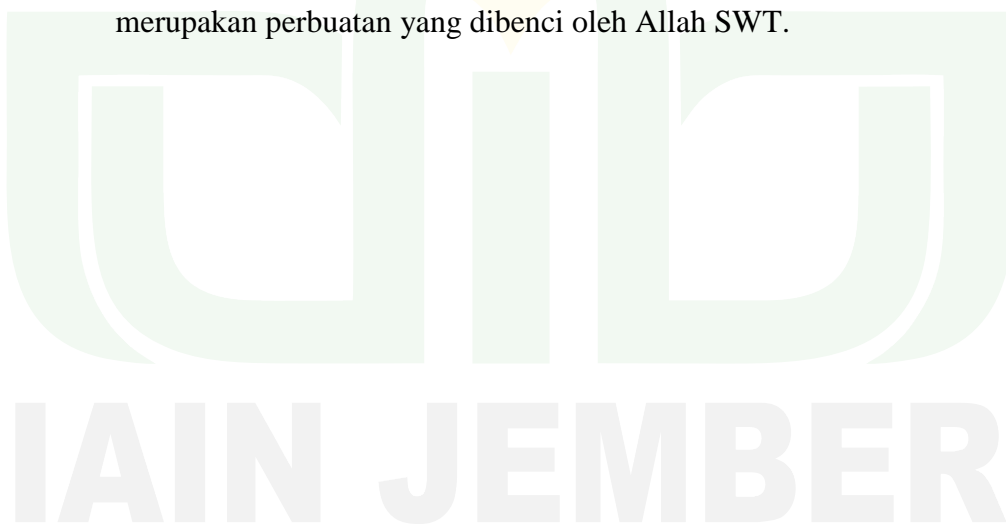 merupakan perbuatan yang dibenci oleh Allah SWT.
IAIN JEMBER